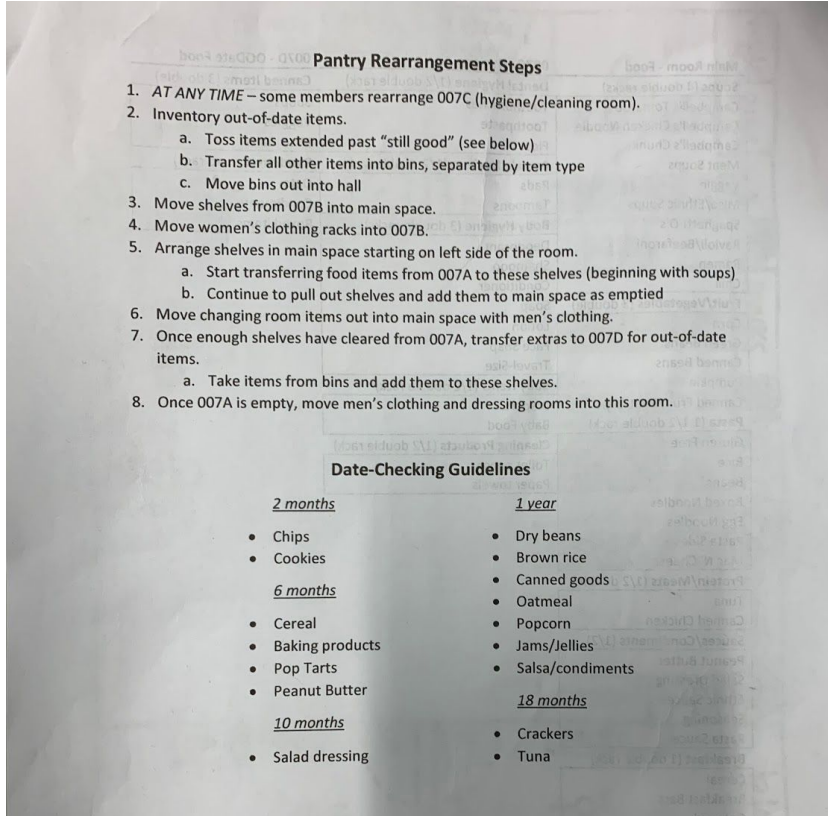 Pantry Rearrangement Steps
1. AT ANY TIME – some members rearrange 007C (hygiene/cleaning room).
2. Inventory out-of-date items.
a. Toss items extended past “still good” (see below)
b. Transfer all other items into bins, separated by item type
c. Move bins out into hall
3. Move shelves from 007B into main space.
4. Move women’s clothing racks into 007B.
5. Arrange shelves in main space starting on left side of the room.
a. Start transferring food items from 007A to these shelves (beginning with soups)
b. Continue to pull out shelves and add them to main space as emptied
6. Move changing room items out into main space with men’s clothing.
7. Once enough shelves have cleared from 007A, transfer extras to 007D for out-of-date
items.
a. Take items from bins and add them to these shelves.
8. Once 007A is empty, move men’s clothing and dressing rooms into this room.
Date-Checking Guidelines
2 months
• Chips
• Cookies
6 months
• Cereal
• Baking products
• Pop Tarts
• Peanut Butter
10 months
• Salad dressing
1 year
• Dry beans
• Brown rice
• Canned goods
• Oatmeal
• Popcorn
• Jams/Jellies
• Salsa/condiments
18 months
• Crackers
• Tuna